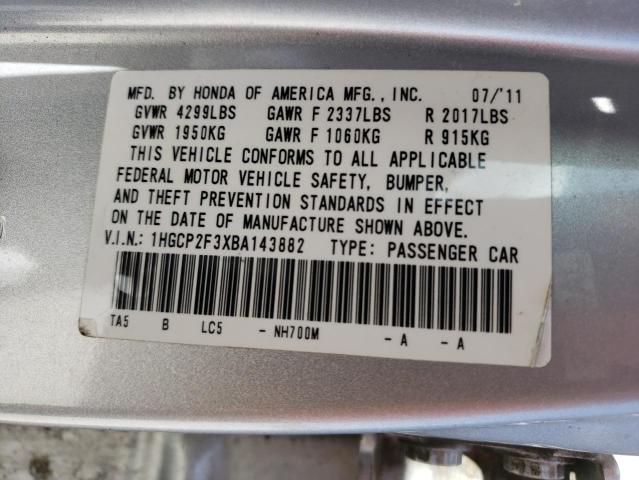 MFD. BY HONDA OF AMERICA MFG., INC. 07/'11
GVWR 4299LBS GAWR F 2337LBS R 2017LBS
GVWR 1950KG GAWR F 1060KG R 915KG
THIS VEHICLE CONFORMS TO ALL APPLICABLE
FEDERAL MOTOR VEHICLE SAFETY, BUMPER,
AND THEFT PREVENTION STANDARDS IN EFFECT
ON THE DATE OF MANUFACTURE SHOWN ABOVE.
V.I.N.: 1HGCP2F3XBA143882 TYPE: PASSENGER CAR
TA5 B LC5 - NH700M - A - A